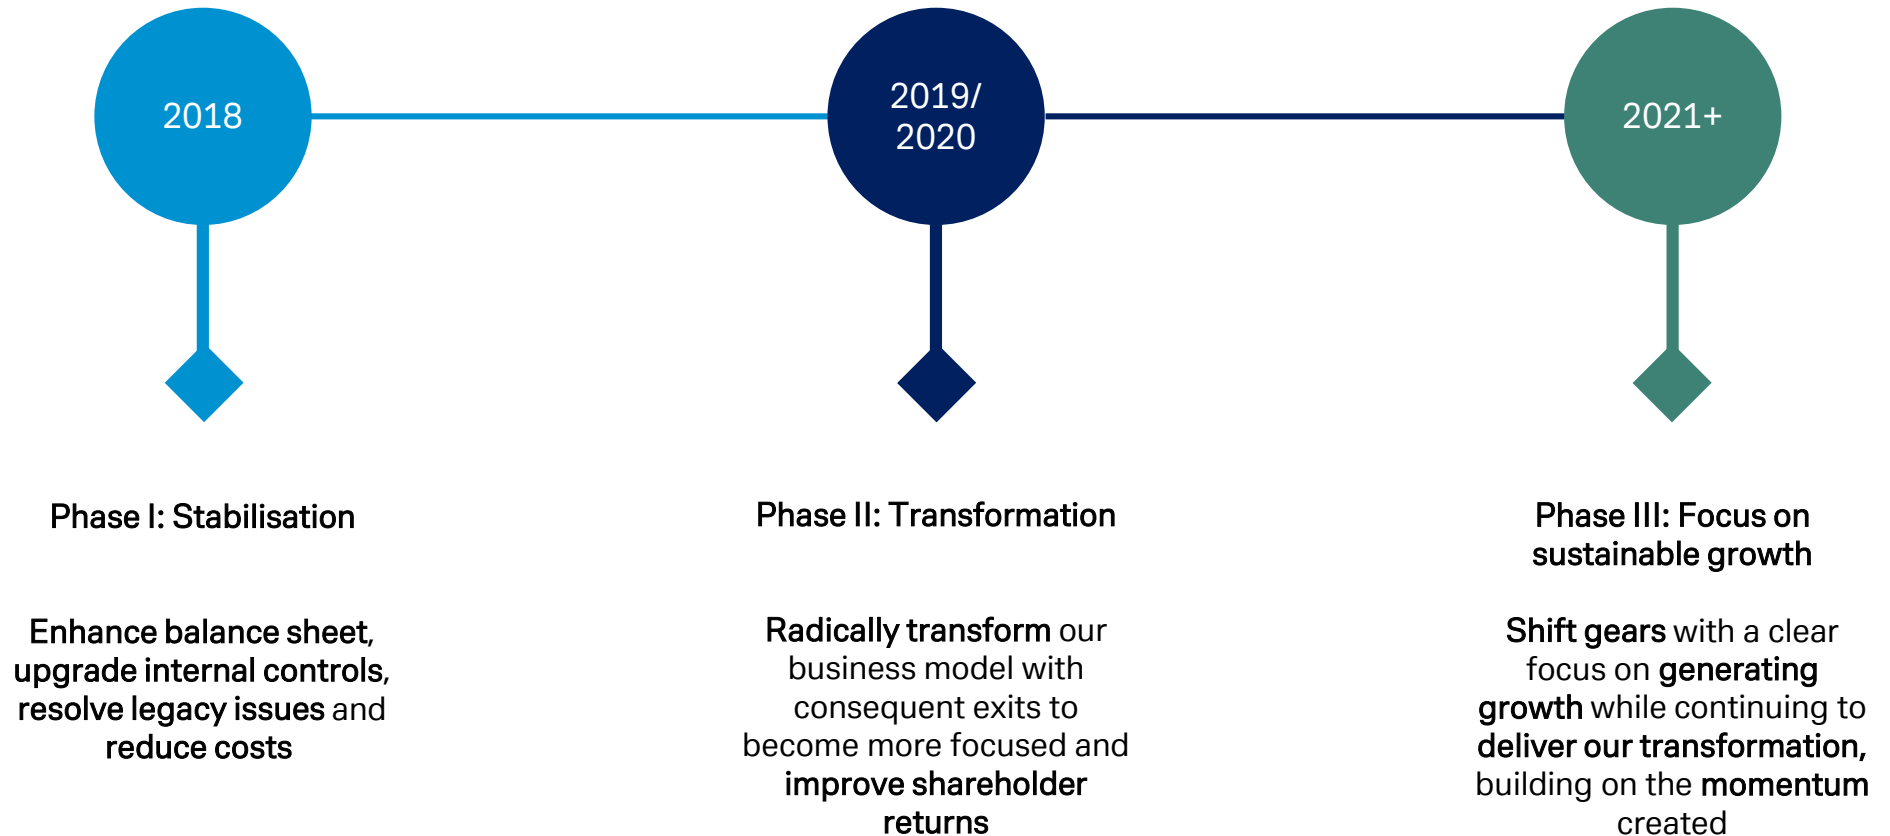 2018
2019/
2020
2021+
Phase I: Stabilisation
Enhance balance sheet,
upgrade internal controls,
resolve legacy issues and
reduce costs
Phase II: Transformation
Radically transform our
business model with
consequent exits to
become more focused and
improve shareholder
returns
Phase III: Focus on
sustainable growth
Shift gears with a clear
focus on generating
growth while continuing to
deliver our transformation,
building on the momentum
created